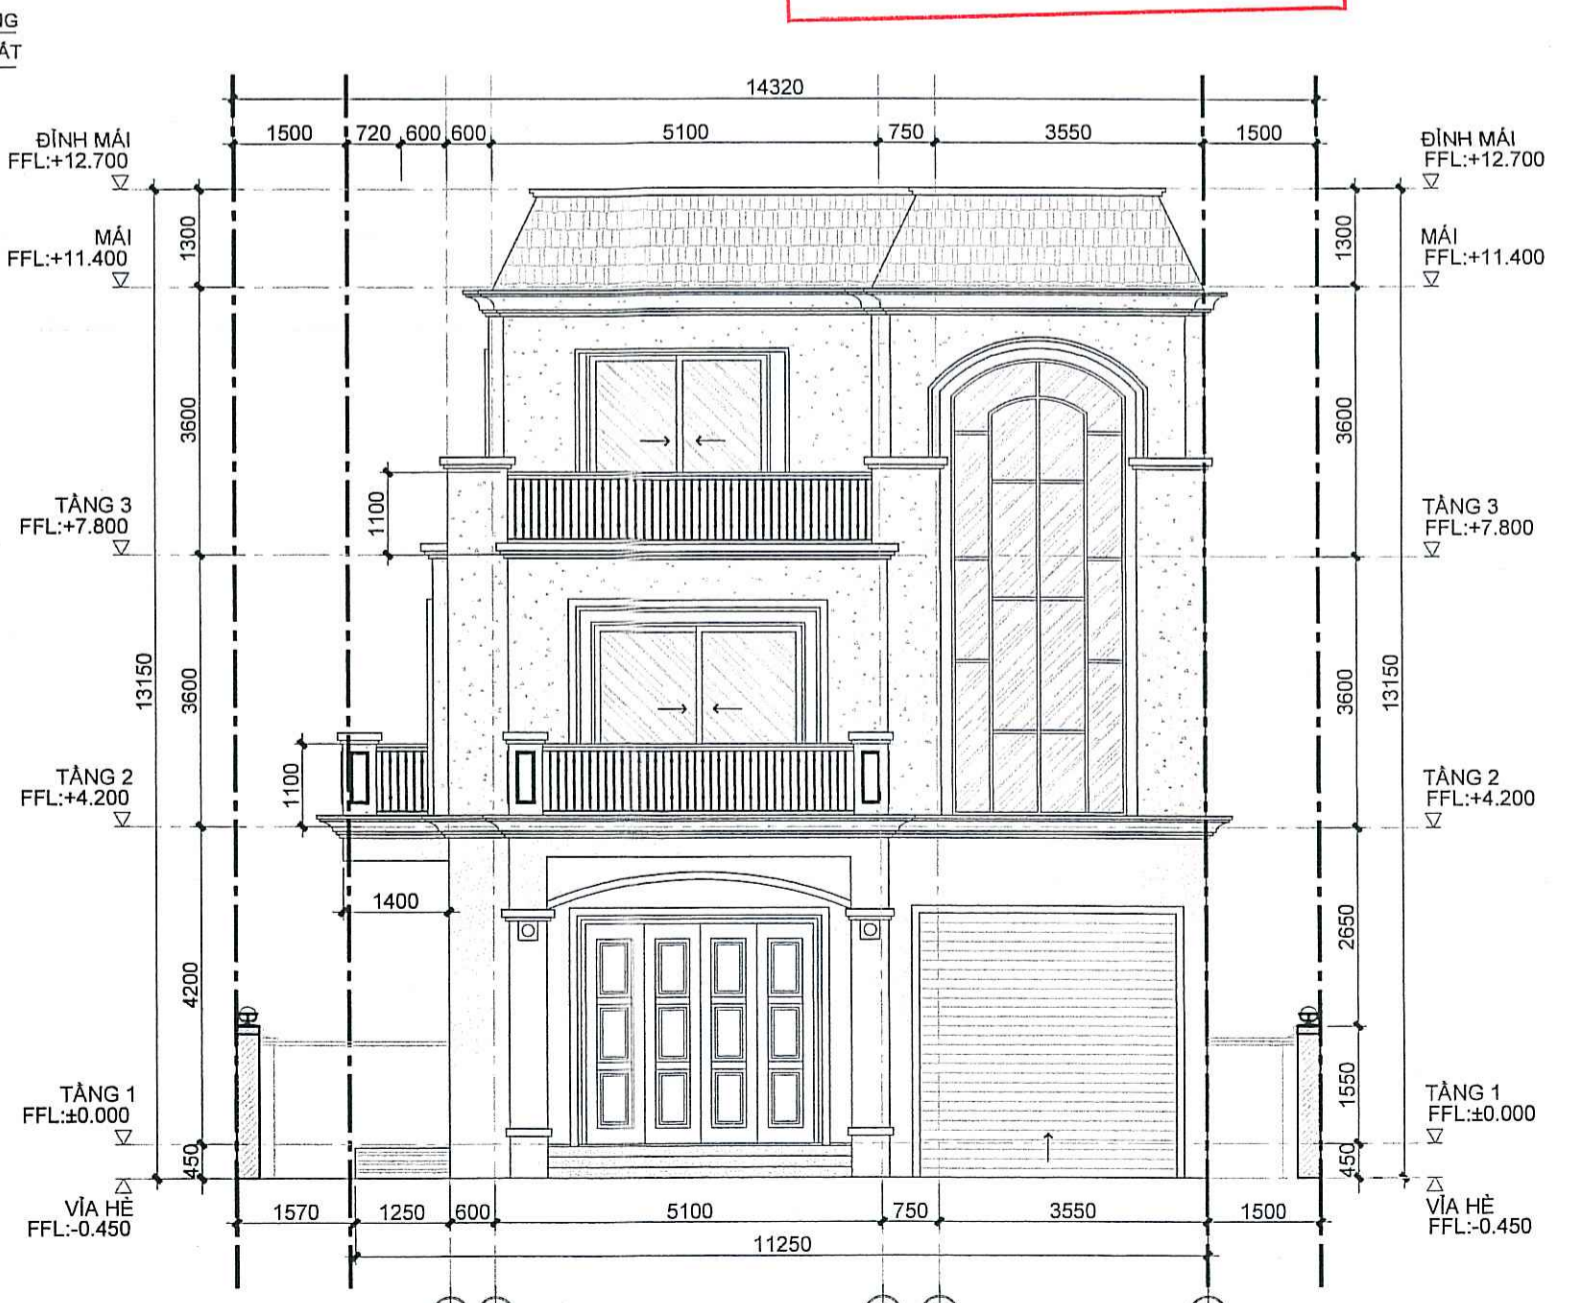 NG
ẤT
14320
1500 720 600 600 5100 750 3550 1500
ĐỈNH MÁI
FFL:+12.700
ĐỈNH MÁI
FFL:+12.700
1300
1300
MÁI
FFL:+11.400
MÁI
FFL:+11.400
3600
3600
1100
TẦNG 3
FFL:+7.800
TẦNG 3
FFL:+7.800
13150
3600
3600
13150
1100
TẦNG 2
FFL:+4.200
TẦNG 2
FFL:+4.200
1400
2650
4200
1550
TẦNG 1
FFL:±0.000
TẦNG 1
FFL:±0.000
450
450
VỈA HÈ
FFL:-0.450
VỈA HÈ
FFL:-0.450
1570 1250 600 5100 750 3550 1500
11250